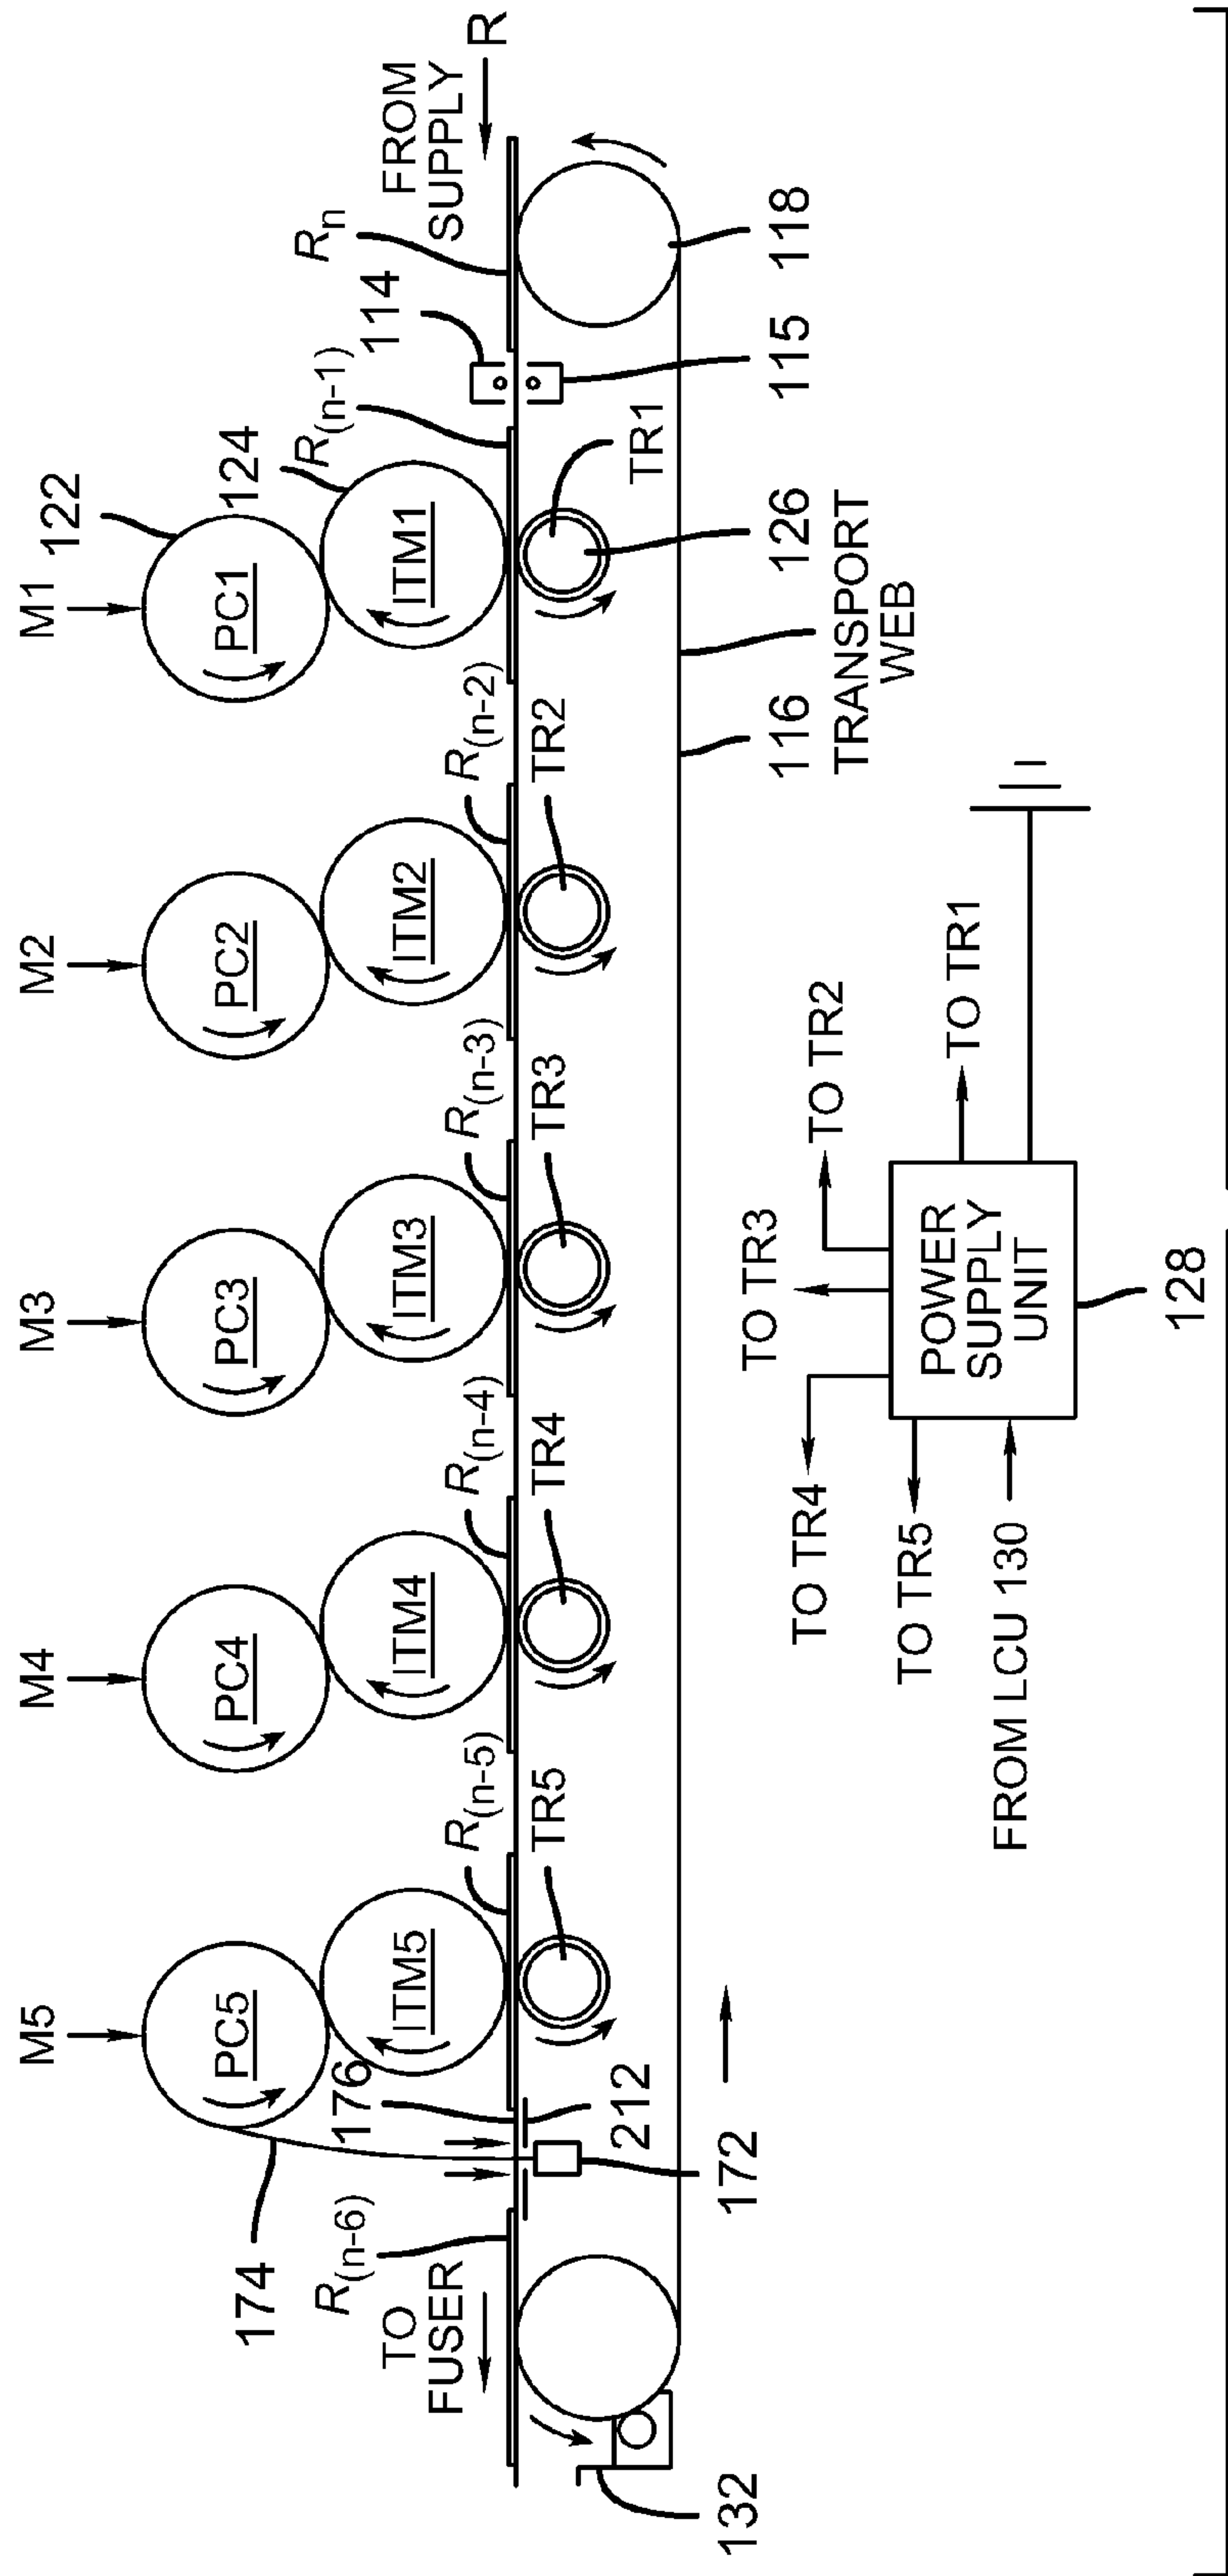 M5
M4
M3
M2
M1
122
PC5
PC4
PC3
PC2
PC1
124
174
176
ITM5
ITM4
ITM3
ITM2
ITM1
R(n-6)
R(n-5)
R(n-4)
R(n-3)
R(n-2)
R(n-1)
114
Rn
TO
FUSER
FROM
SUPPLY
R
TR5
TR4
TR3
TR2
TR1
212
132
172
116
126
115
118
TRANSPORT
WEB
TO TR4
TO TR3
TO TR2
TO TR5
TO TR1
FROM LCU 130
POWER
SUPPLY
UNIT
128